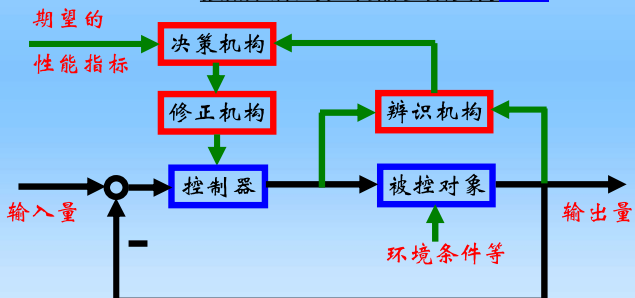 期望的
性能指标
决策机构
修正机构
辨识机构
控制器
被控对象
输入量
输出量
环境条件等